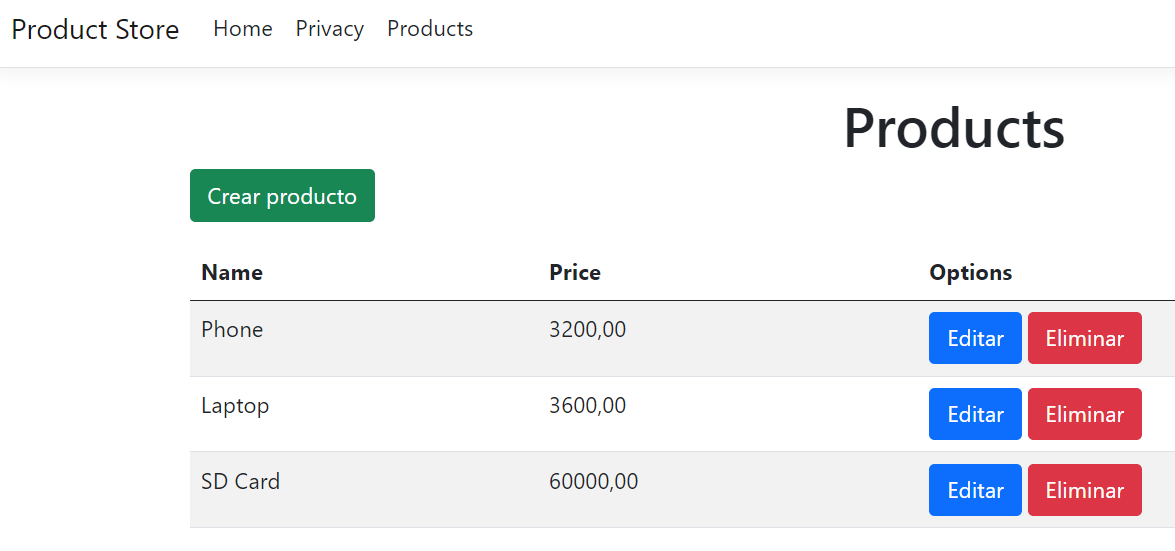 Product Store Home Privacy Products
Products
Crear producto
Name Price Options
Phone 3200,00 Editar Eliminar
Laptop 3600,00 Editar Eliminar
SD Card 60000,00 Editar Eliminar